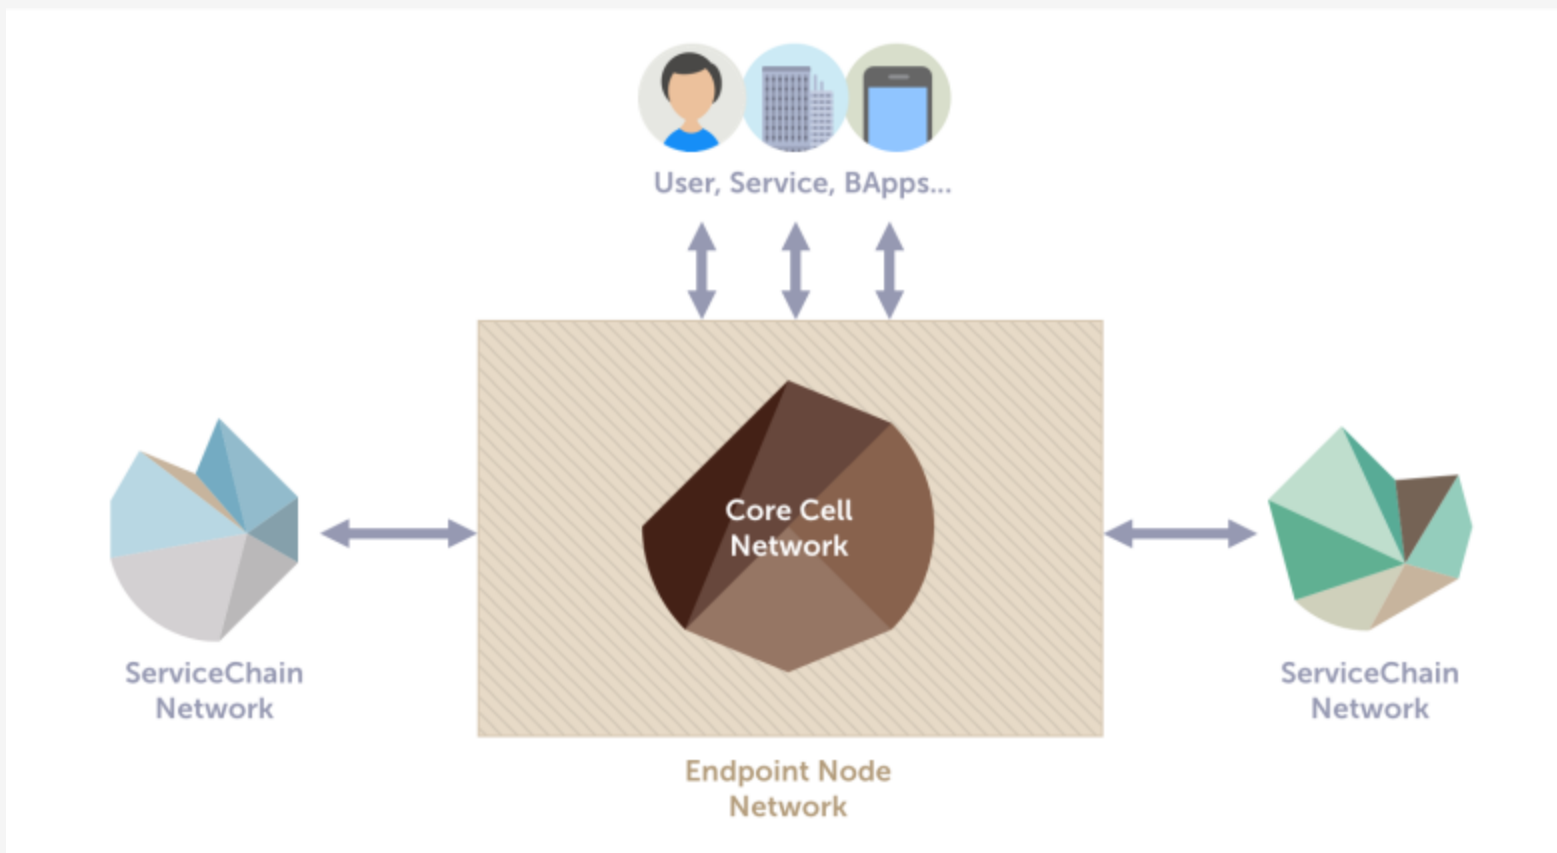 User, Service, BApps...
Core Cell
Network
ServiceChain
Network
ServiceChain
Network
Endpoint Node
Network